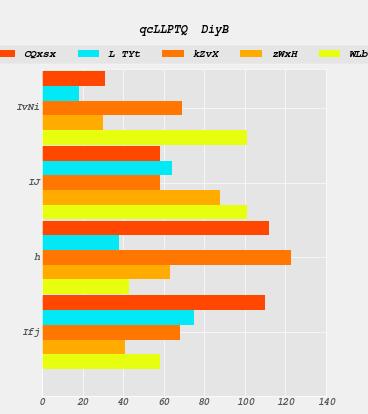 qcLLPTQ DiyB
CQxsx L TYt kZvX zWxH WLb
IvNi
IJ
h
Ifj
0 20 40 60 80 100 120 140